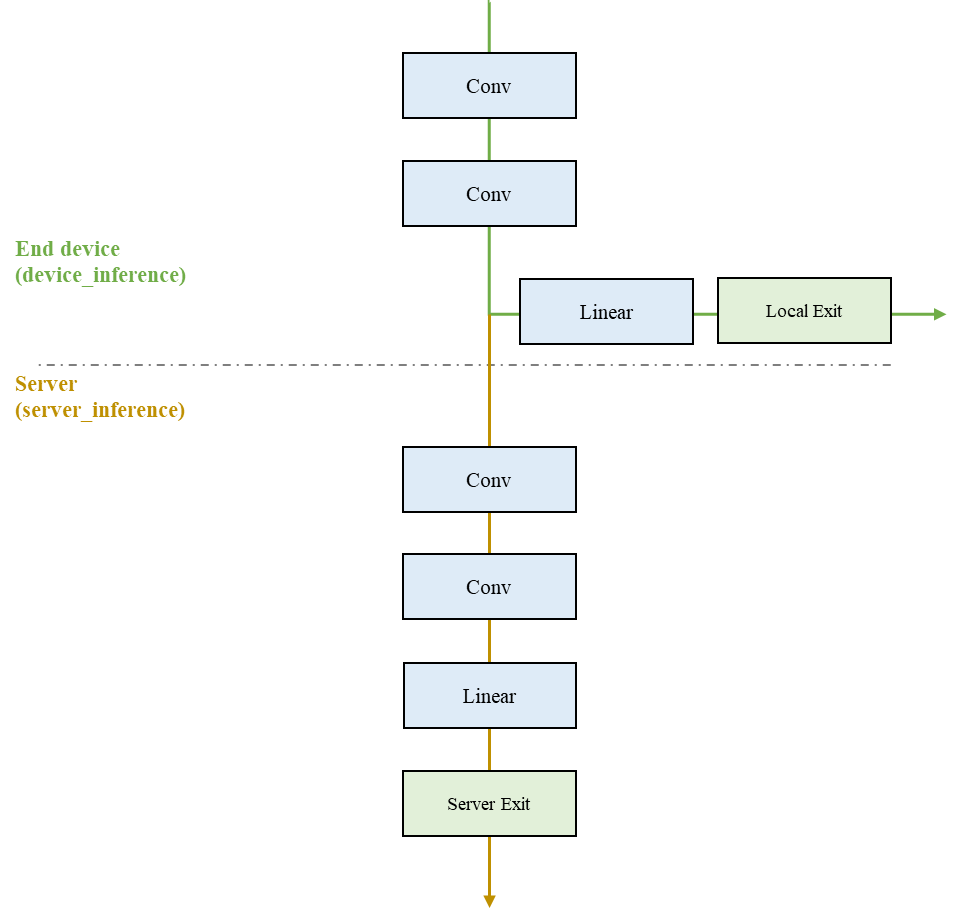 Conv
Conv
End device
(device_inference)
Linear
Local Exit
Server
(server_inference)
Conv
Conv
Linear
Server Exit